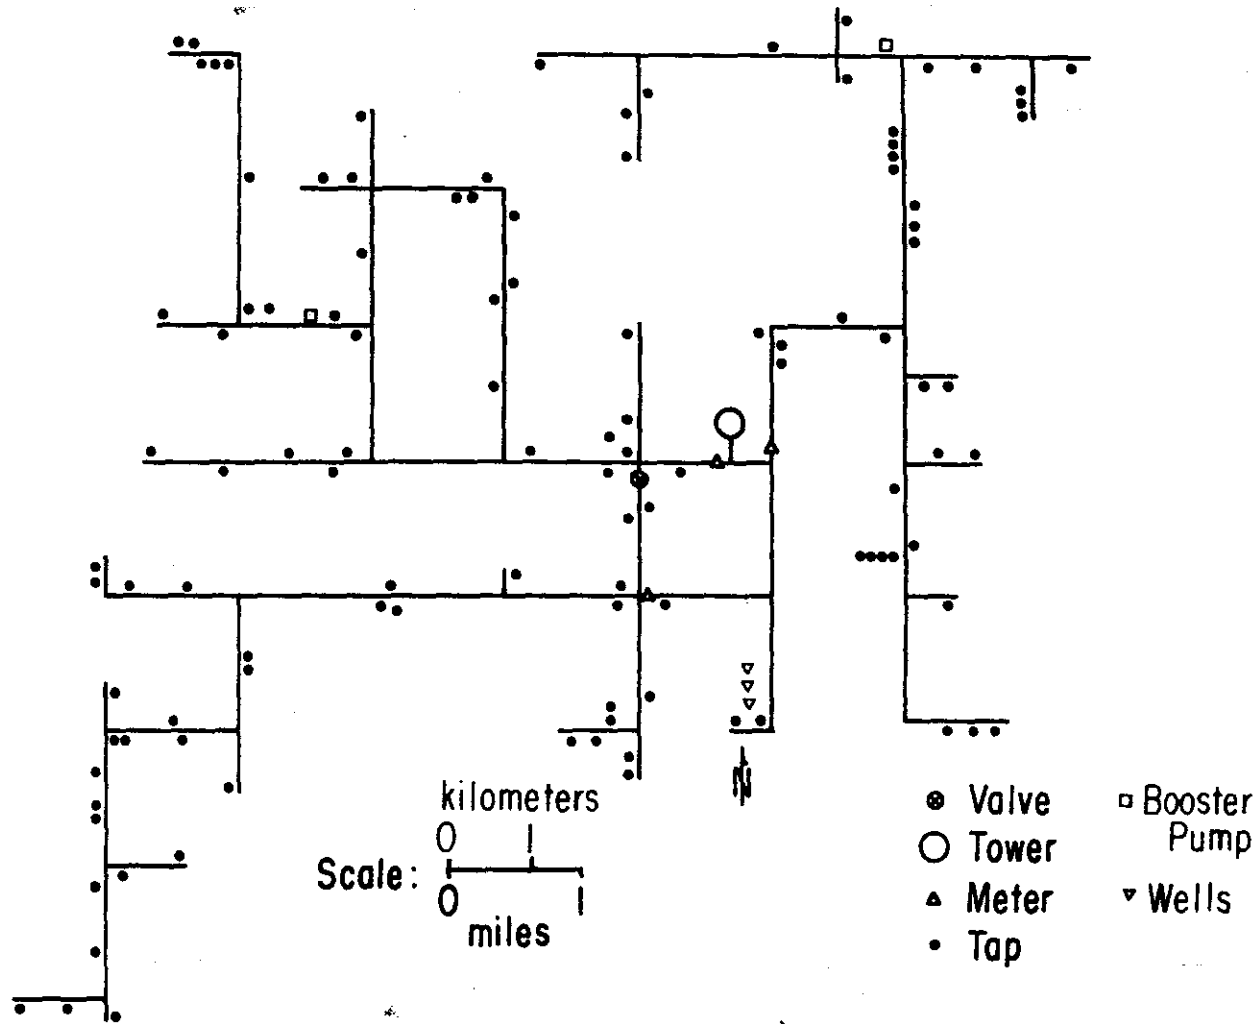 N
kilometers
0 1
Scale:
0 1
miles
Valve
Tower
Meter
Tap
Booster
Pump
Wells